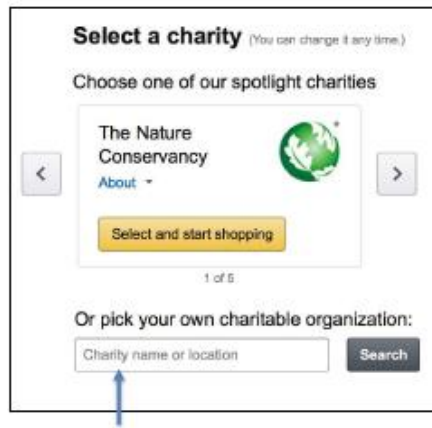 Select a charity (You can change it any time.)
Choose one of our spotlight charities
The Nature
Conservancy
About
Select and start shopping
1 of 5
Or pick your own charitable organization:
Charity name or location
Search